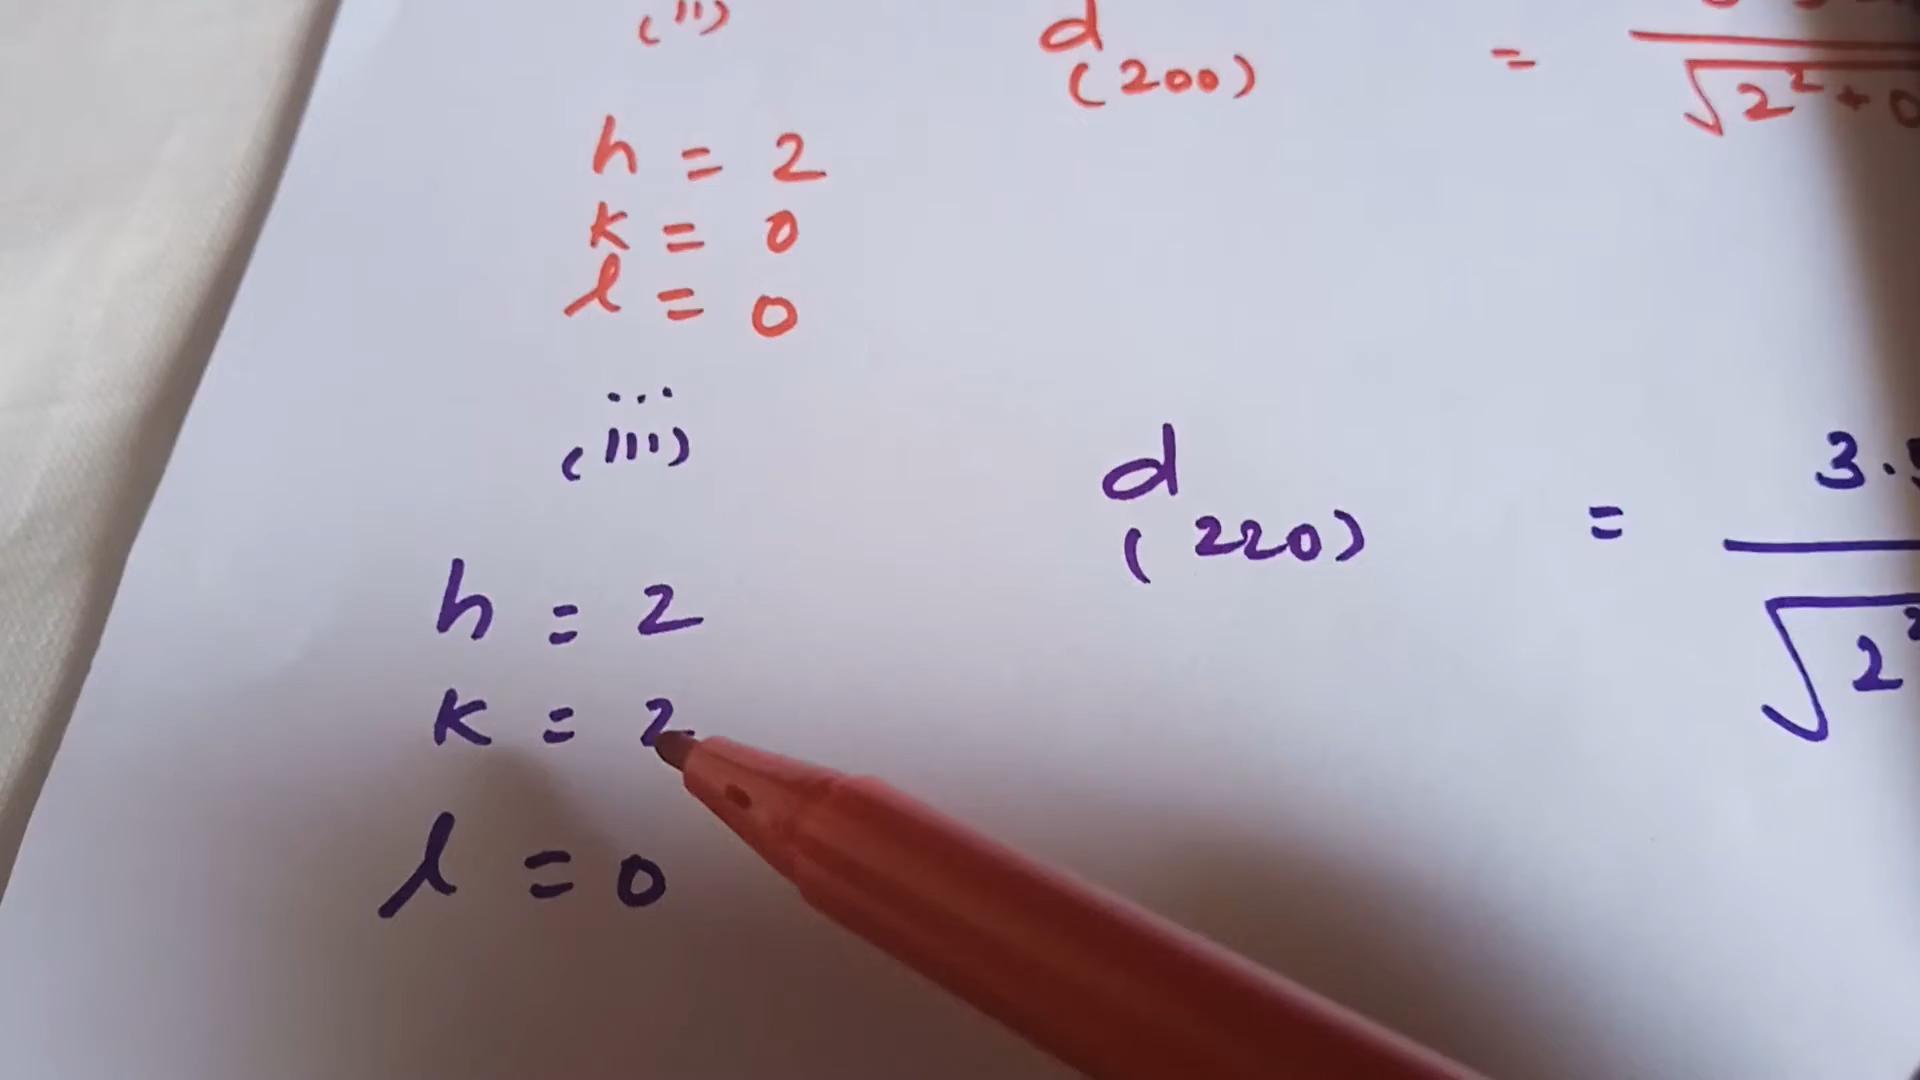 (ii)
d(200) =
√2²+0
h = 2
k = 0
l = 0
(iii)
d(220) = 3.
√2²
h = 2
k = 2
l = 0